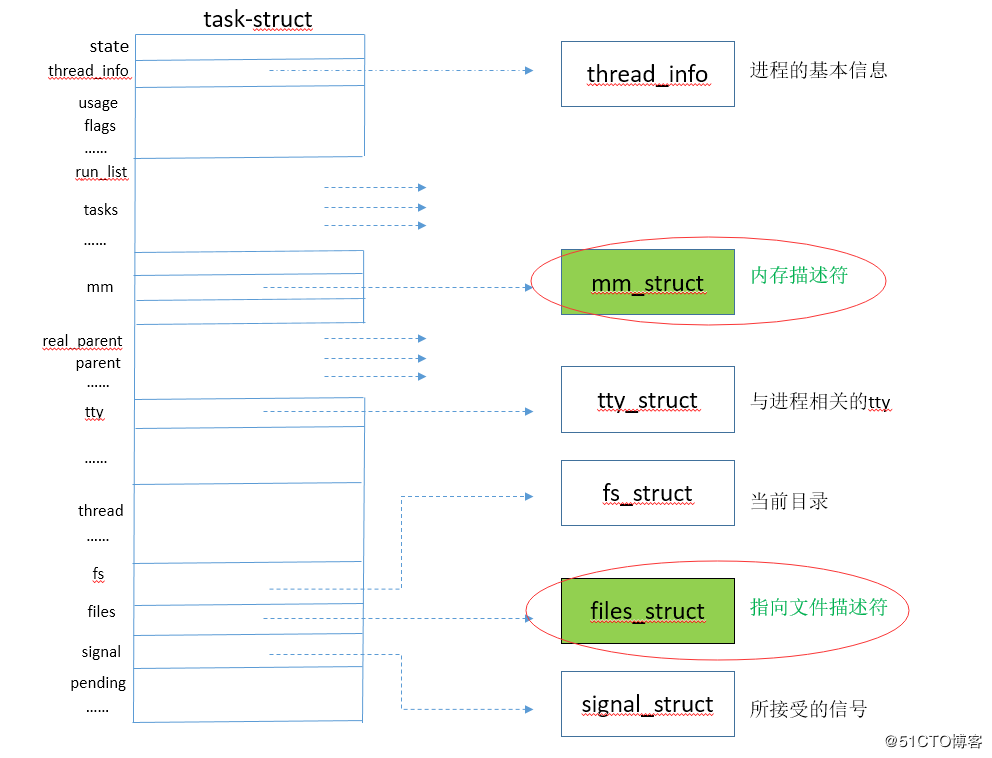 task-struct
state
thread_info
thread_info
进程的基本信息
usage
flags
......
run_list
tasks
......
mm
mm_struct
内存描述符
real_parent
parent
......
tty
tty_struct
与进程相关的tty
......
fs_struct
当前目录
thread
......
fs
files
files_struct
指向文件描述符
signal
pending
......
signal_struct
所接受的信号
@51CTO博客